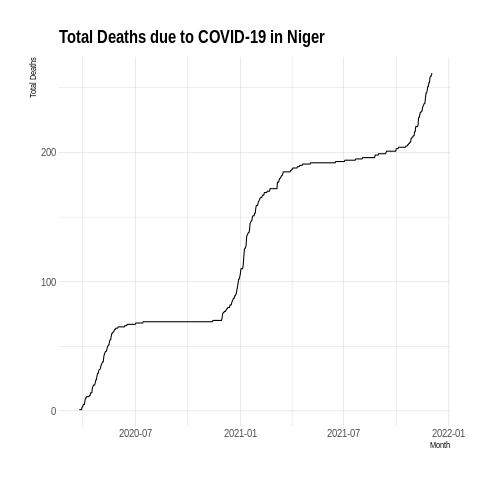 Total Deaths due to COVID-19 in Niger
Total Deaths
200
100
0
2020-07
2021-01
2021-07
2022-01
Month